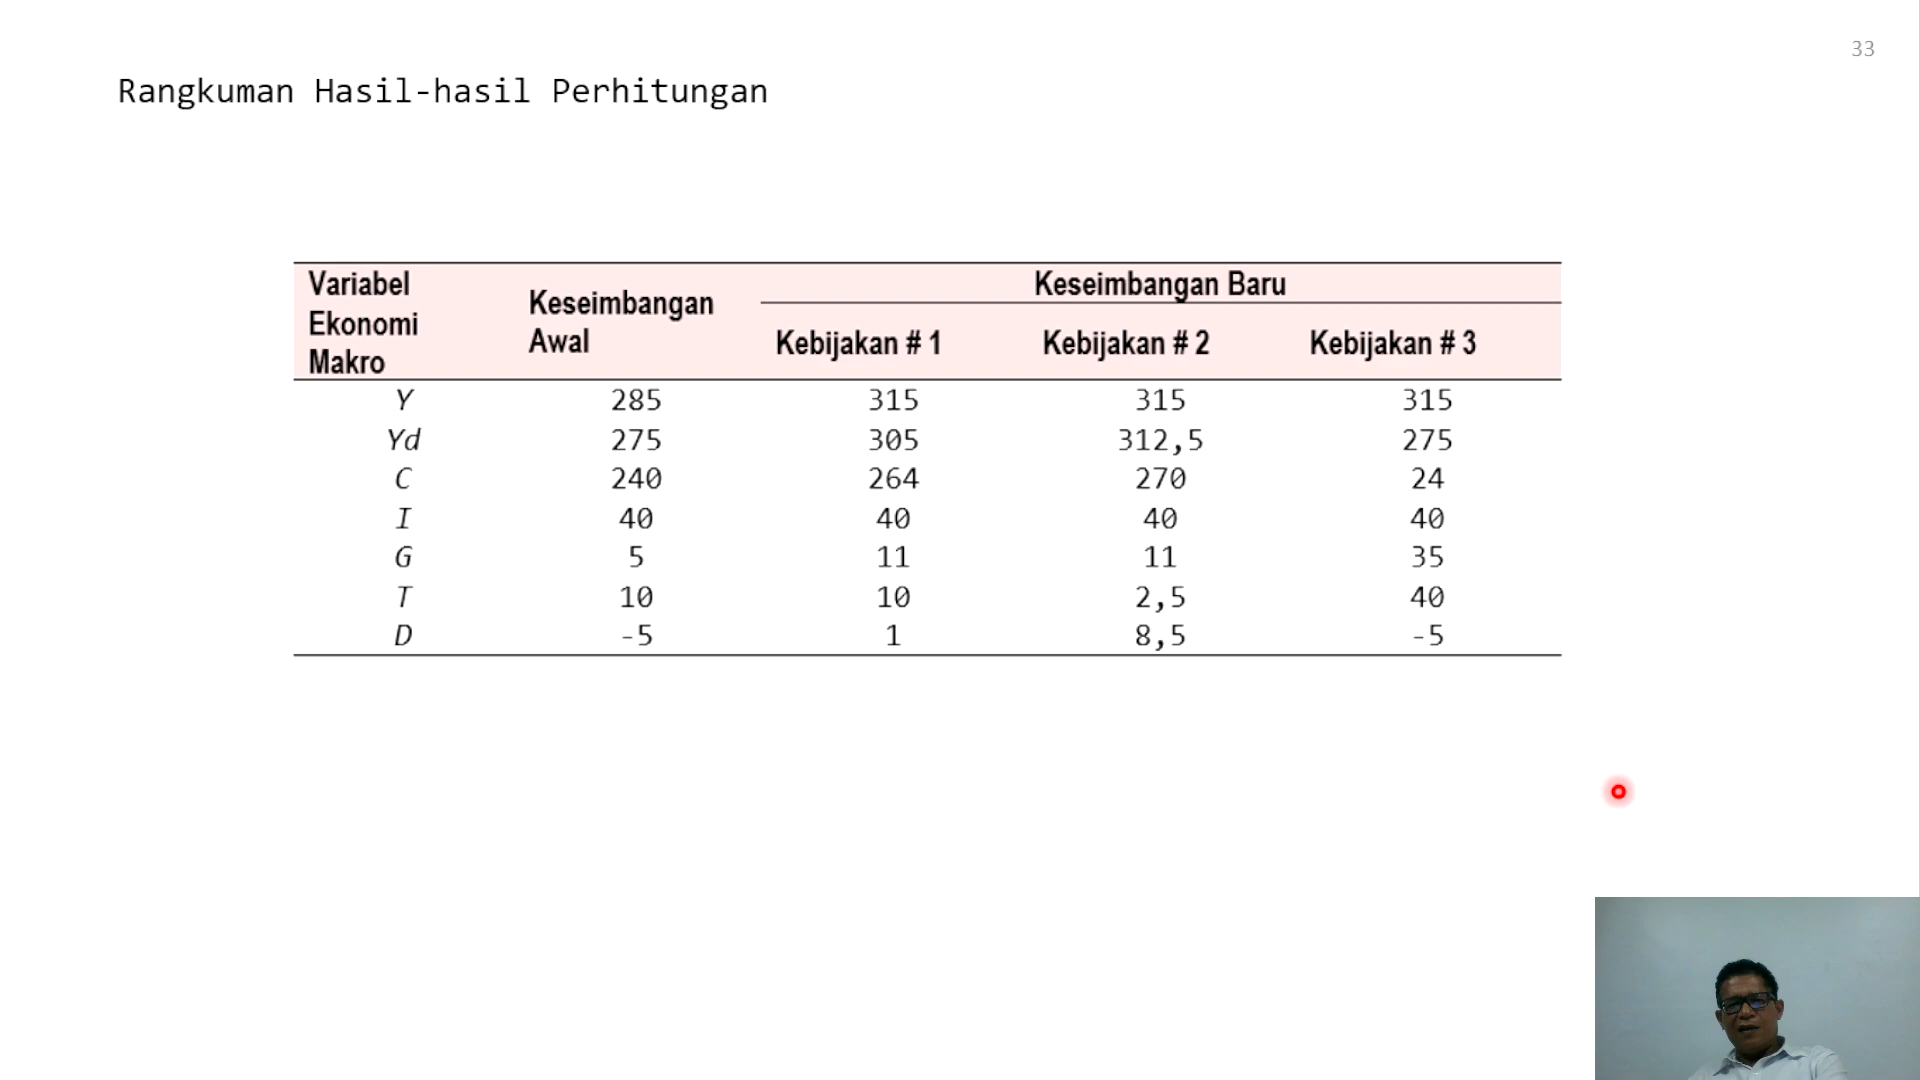 33
Rangkuman Hasil-hasil Perhitungan
Variabel Ekonomi Makro Keseimbangan Awal Keseimbangan Baru
Kebijakan # 1 Kebijakan # 2 Kebijakan # 3
Y 285 315 315 315
Yd 275 305 312,5 275
C 240 264 270 24
I 40 40 40 40
G 5 11 11 35
T 10 10 2,5 40
D -5 1 8,5 -5